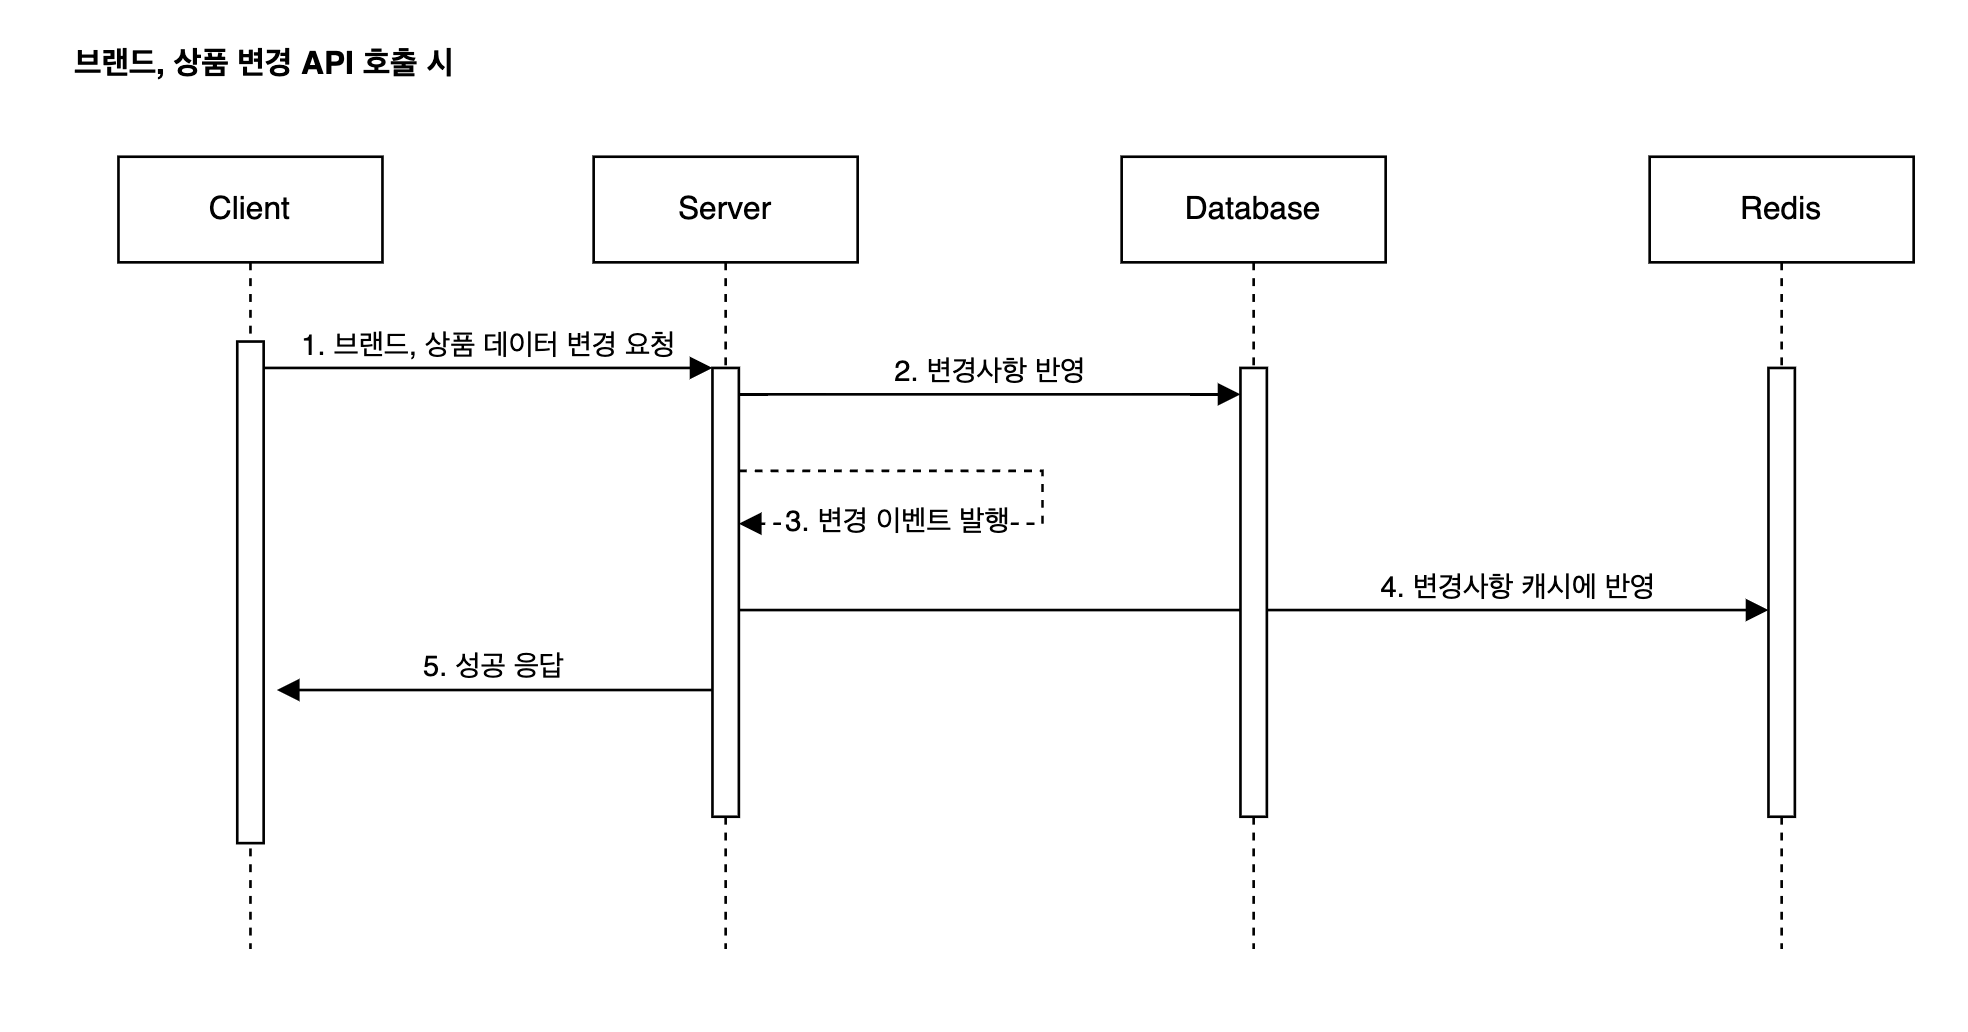 브랜드, 상품 변경 API 호출 시
Client
Server
Database
Redis
1. 브랜드, 상품 데이터 변경 요청
2. 변경사항 반영
3. 변경 이벤트 발행
4. 변경사항 캐시에 반영
5. 성공 응답